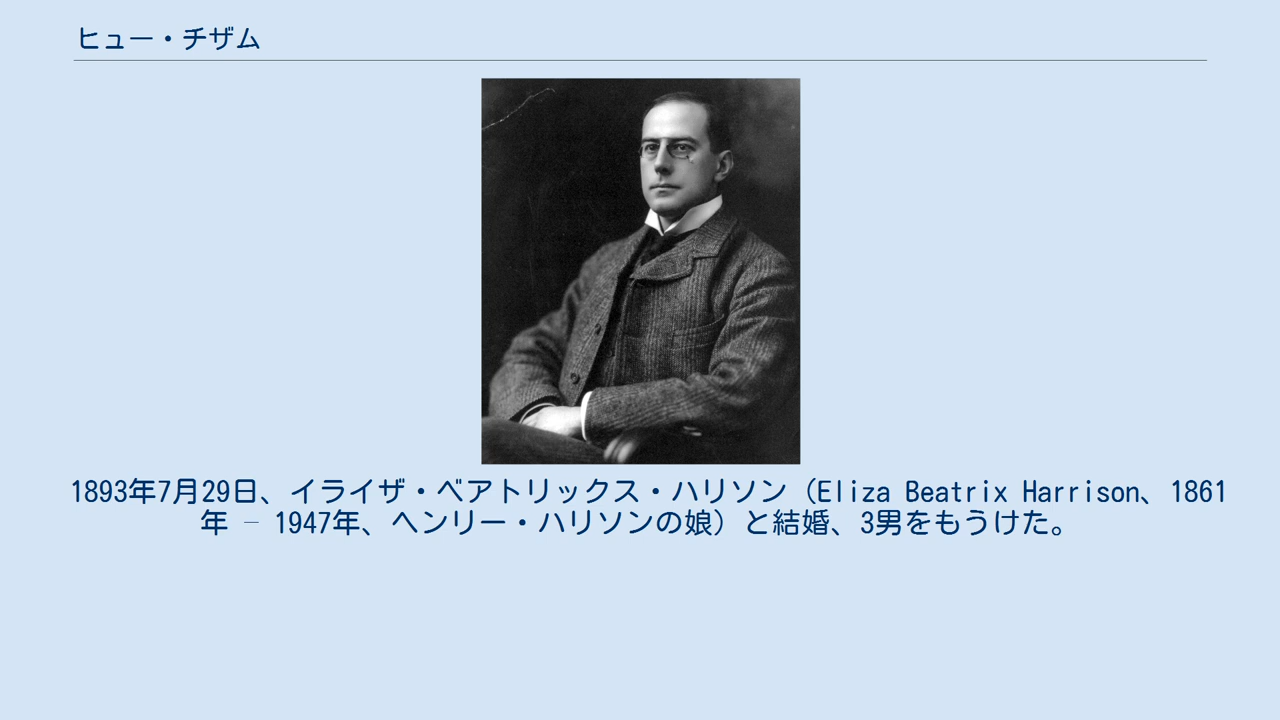 ヒュー・チザム
1893年7月29日、イライザ・ベアトリックス・ハリソン（Eliza Beatrix Harrison、1861
年 – 1947年、ヘンリー・ハリソンの娘）と結婚、3男をもうけた。